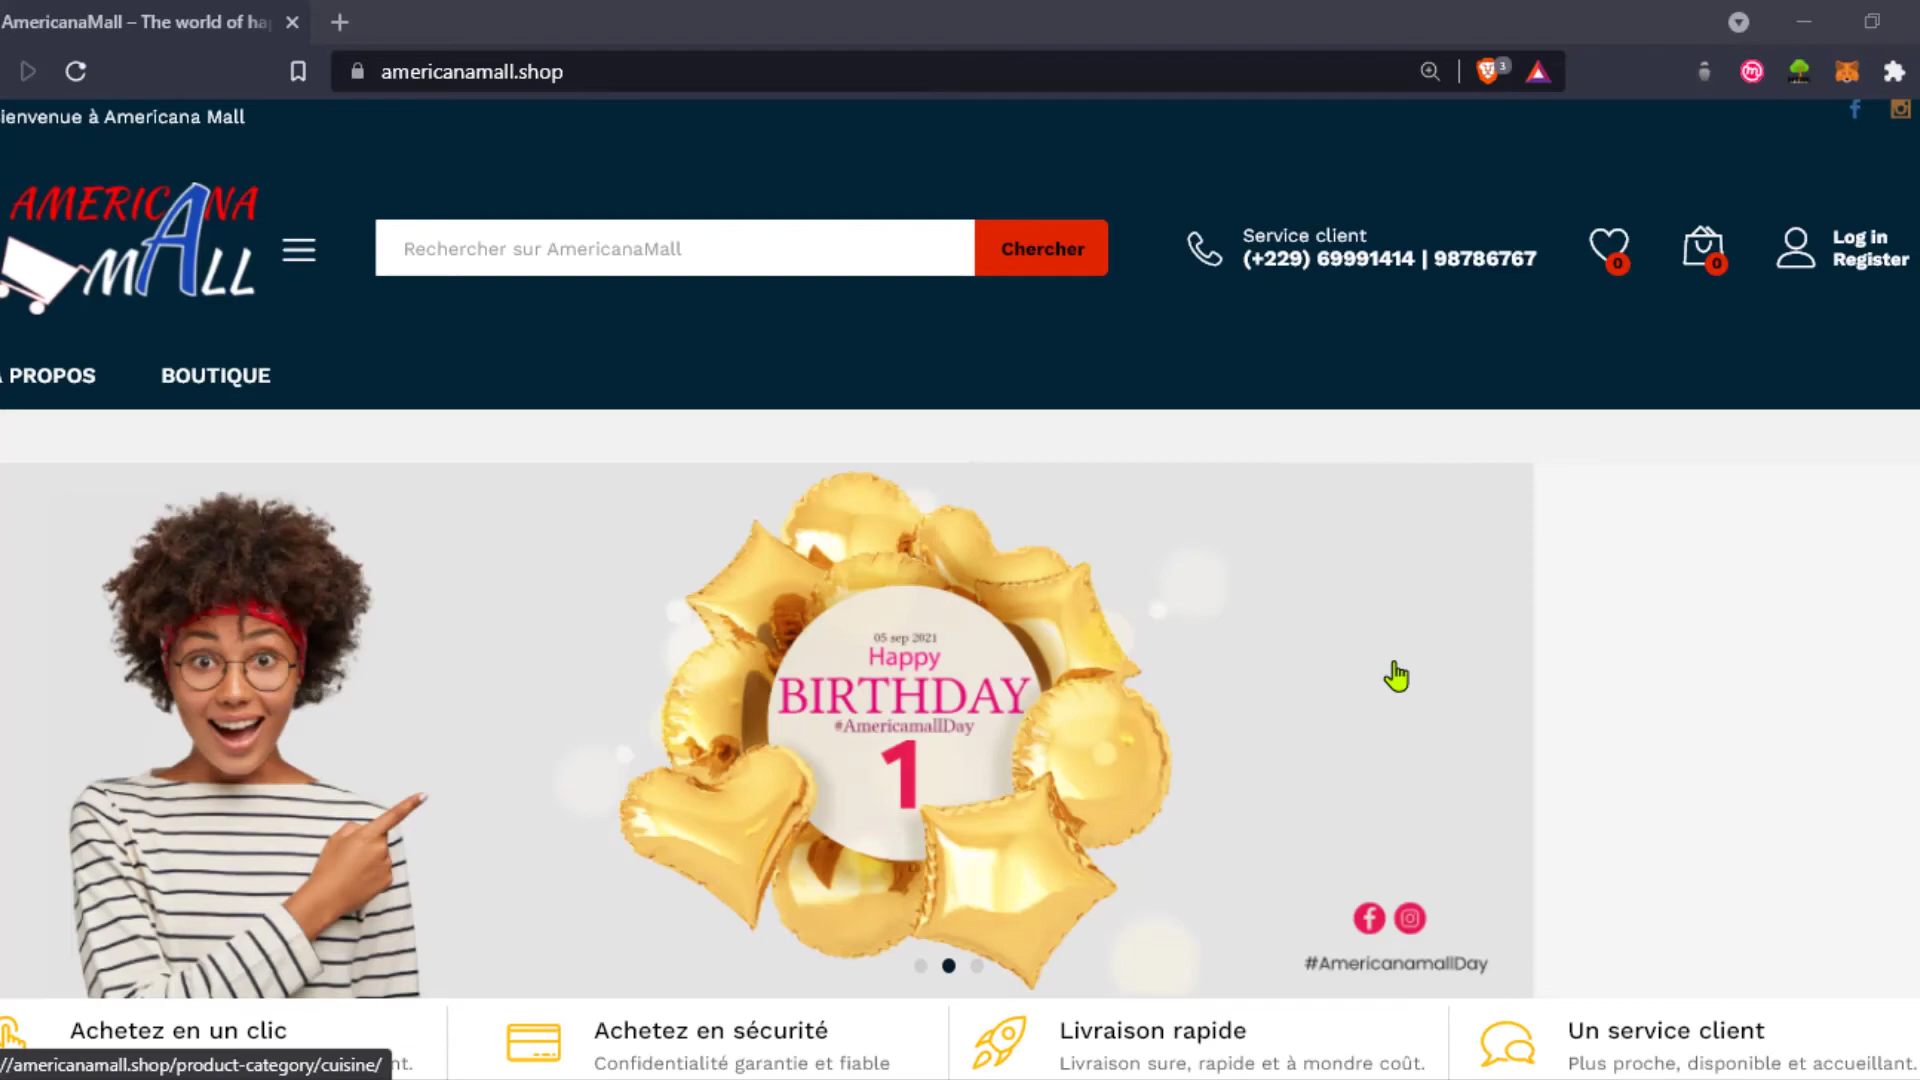 AmericanaMall – The world of ha
americanamall.shop
3
ienvenue à Americana Mall
AMERICANA
MALL
Rechercher sur AmericanaMall
Chercher
Service client
(+229) 69991414 | 98786767
0
0
Log in
Register
A PROPOS
BOUTIQUE
05 sep 2021
Happy
BIRTHDAY
#AmericamallDay
1
#AmericanamallDay
Achetez en un clic
nt.
Achetez en sécurité
Confidentialité garantie et fiable
Livraison rapide
Livraison sure, rapide et à mondre coût.
Un service client
Plus proche, disponible et accueillant.
//americanamall.shop/product-category/cuisine/